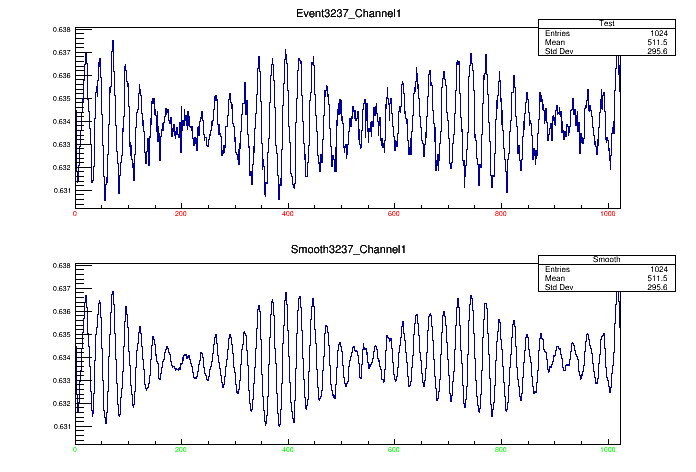 Event3237_Channel1
Test
Entries 1024
Mean 511.5
Std Dev 295.6
0.638
0.637
0.636
0.635
0.634
0.633
0.632
0.631
0 200 400 600 800 1000
Smooth3237_Channel1
Smooth
Entries 1024
Mean 511.5
Std Dev 295.6
0.638
0.637
0.636
0.635
0.634
0.633
0.632
0.631
0 200 400 600 800 1000